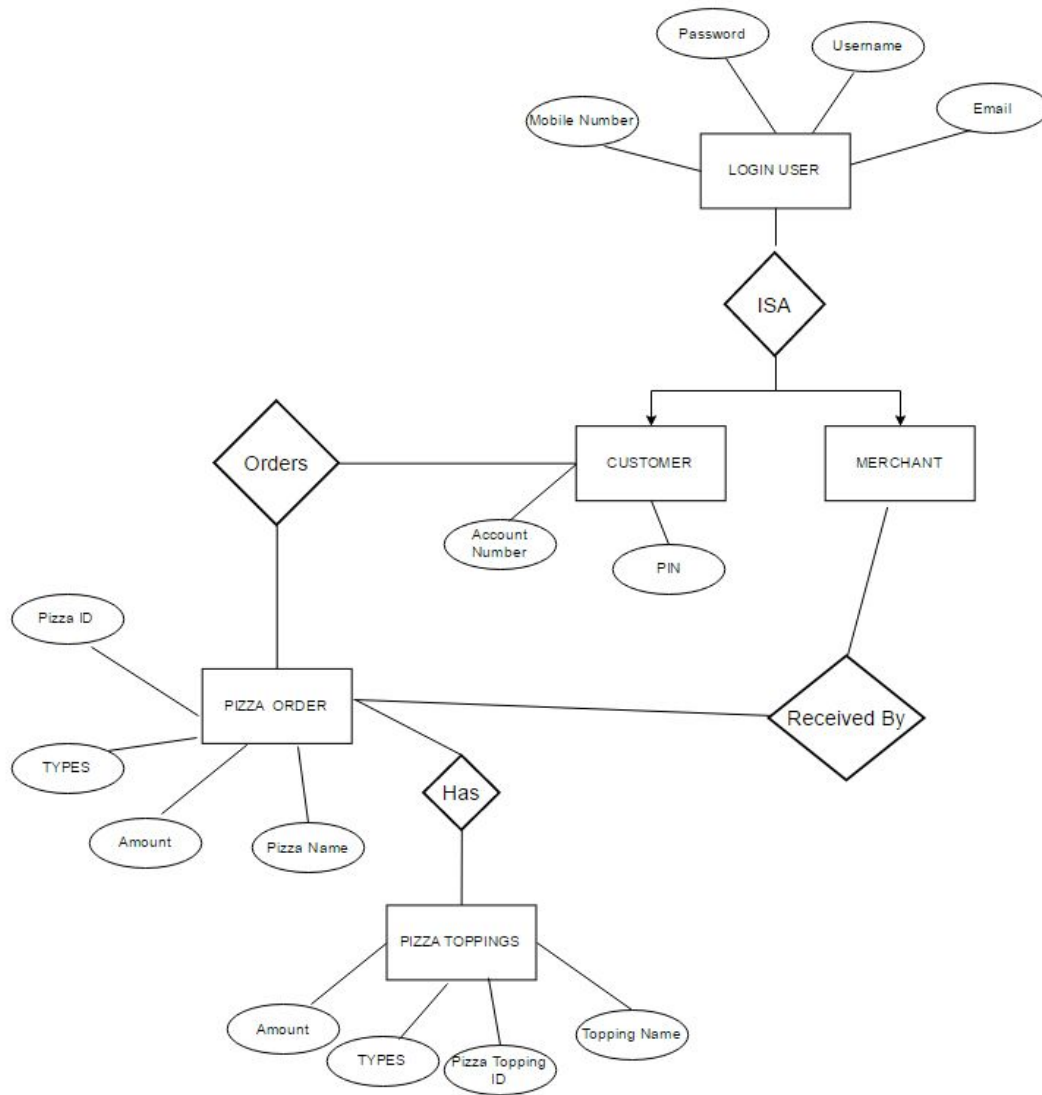 Password
Username
Mobile Number
Email
LOGIN USER
ISA
Orders
CUSTOMER
MERCHANT
Account
Number
PIN
Pizza ID
PIZZA ORDER
Received By
TYPES
Has
Amount
Pizza Name
PIZZA TOPPINGS
Amount
TYPES
Pizza Topping
ID
Topping Name